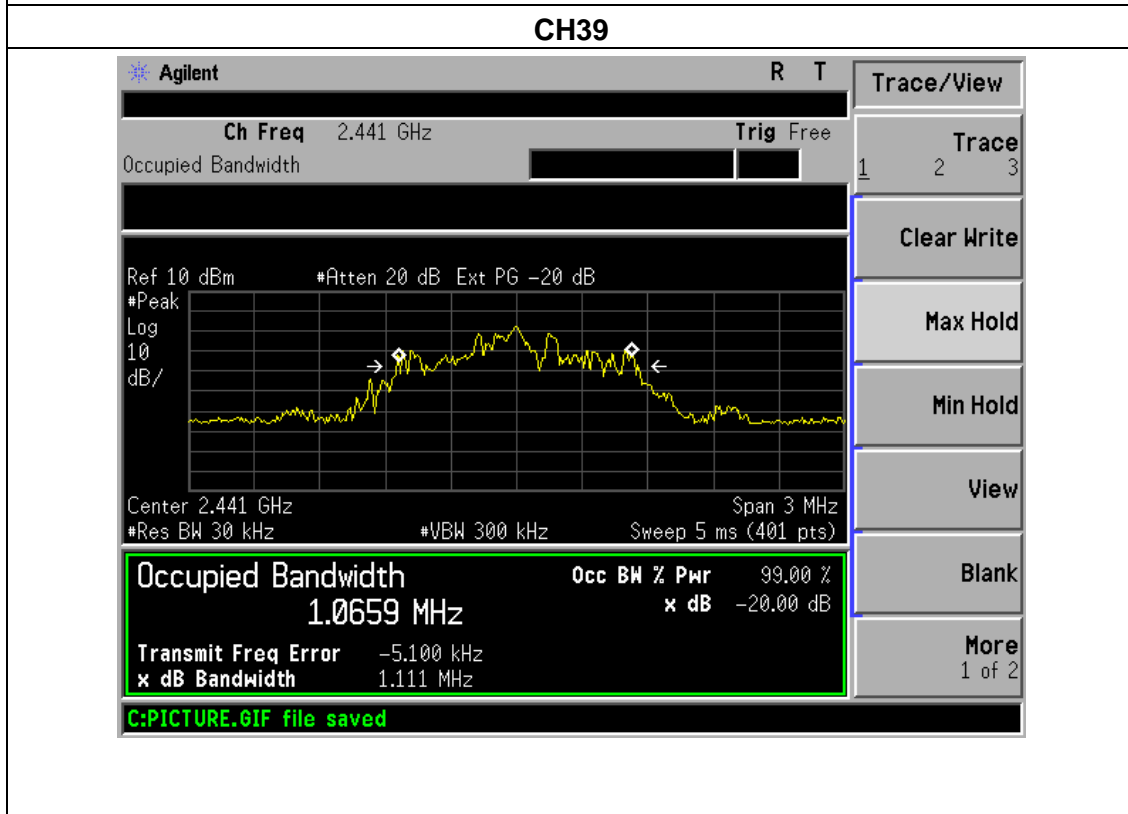 CH39
Agilent R T
Trace/View
Ch Freq 2.441 GHz Trig Free
Occupied Bandwidth
Trace
1 2 3
Clear Write
Ref 10 dBm #Atten 20 dB Ext PG −20 dB
#Peak
Log
10
dB/
Max Hold
Min Hold
View
Center 2.441 GHz Span 3 MHz
#Res BW 30 kHz #VBW 300 kHz Sweep 5 ms (401 pts)
Occupied Bandwidth Occ BW % Pwr 99.00 %
1.0659 MHz x dB −20.00 dB
Blank
Transmit Freq Error −5.100 kHz
x dB Bandwidth 1.111 MHz
More
1 of 2
C:PICTURE.GIF file saved